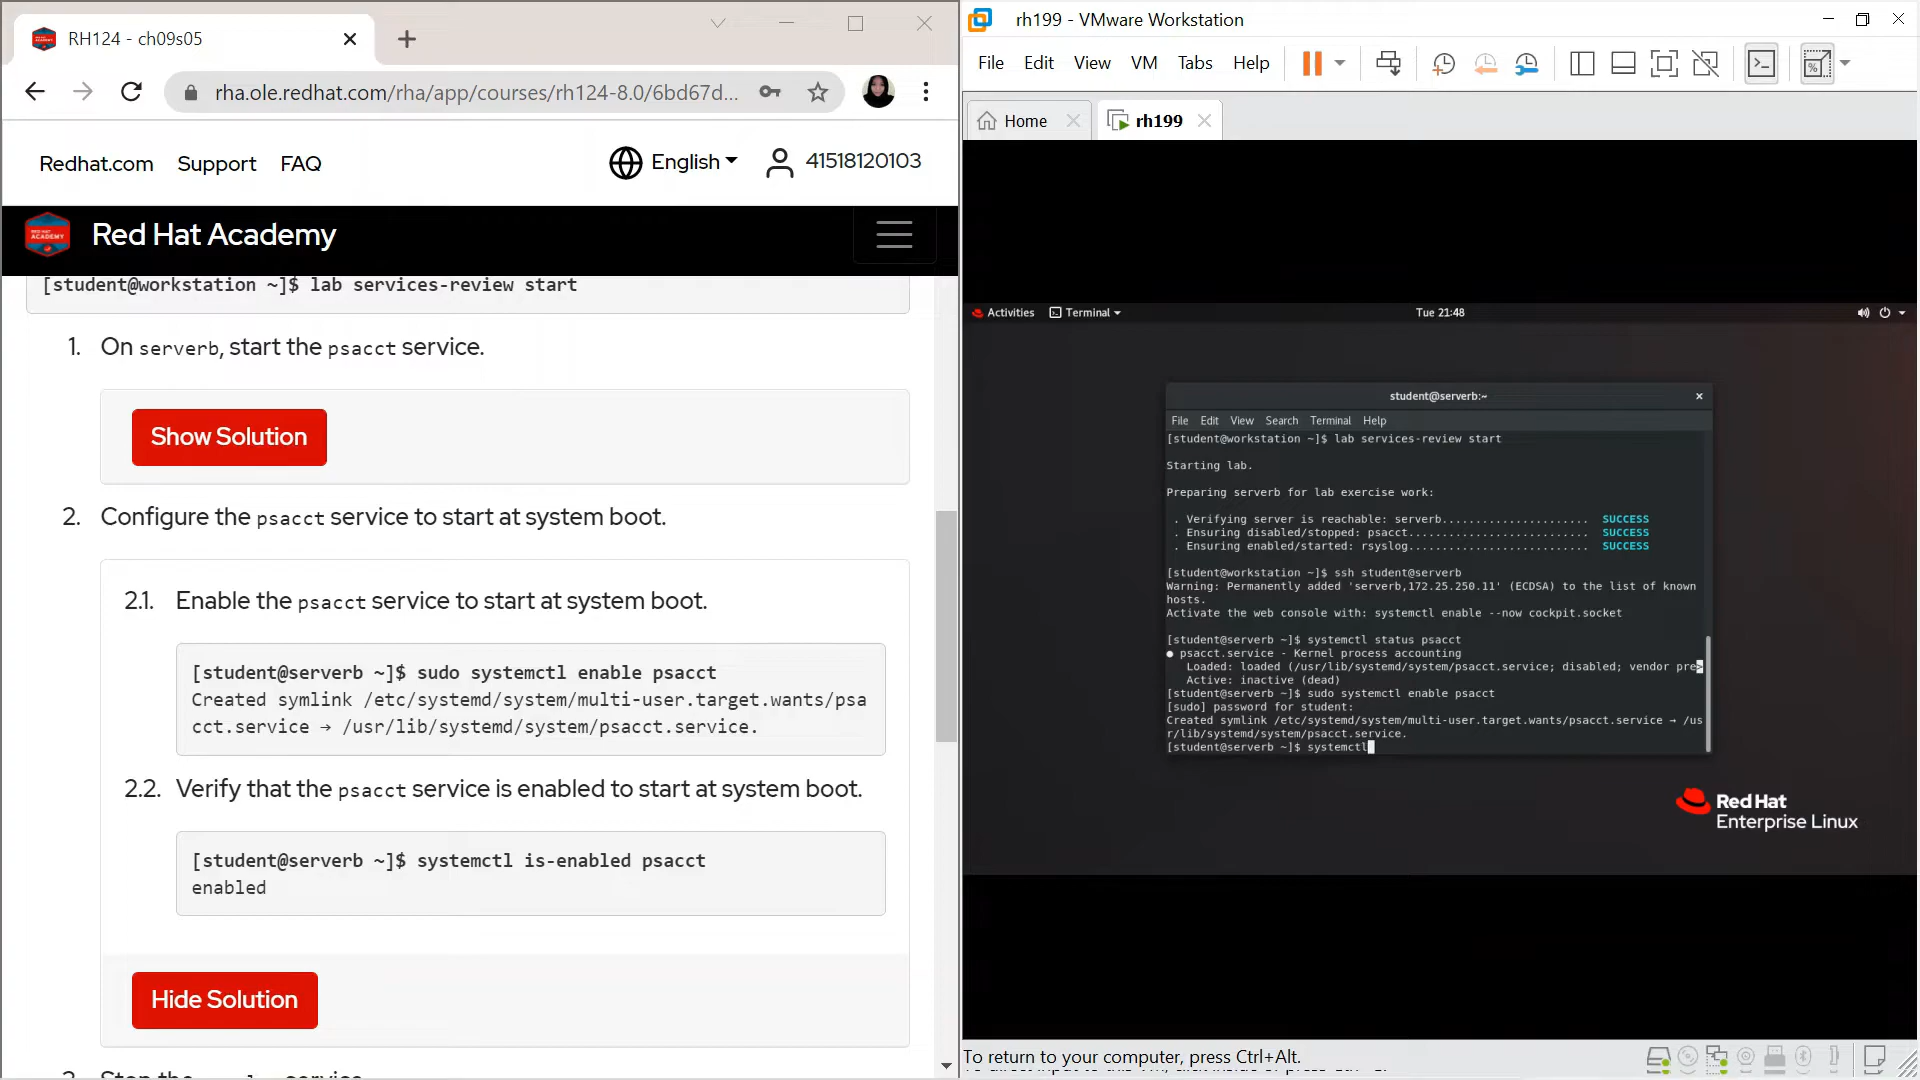 RH124 - ch09s05
rha.ole.redhat.com/rha/app/courses/rh124-8.0/6bd67d...
Redhat.com Support FAQ
English
41518120103
RED HAT
ACADEMY
Red Hat Academy
[student@workstation ~]$ lab services-review start
1. On serverb, start the psacct service.
Show Solution
2. Configure the psacct service to start at system boot.
2.1. Enable the psacct service to start at system boot.
[student@serverb ~]$ sudo systemctl enable psacct
Created symlink /etc/systemd/system/multi-user.target.wants/psa
cct.service → /usr/lib/systemd/system/psacct.service.
2.2. Verify that the psacct service is enabled to start at system boot.
[student@serverb ~]$ systemctl is-enabled psacct
enabled
Hide Solution
rh199 - VMware Workstation
File Edit View VM Tabs Help
Home
rh199
Activities
Terminal
Tue 21:48
student@serverb:~
File Edit View Search Terminal Help
[student@workstation ~]$ lab services-review start
Starting lab.
Preparing serverb for lab exercise work:
. Verifying server is reachable: serverb...................... SUCCESS
. Ensuring disabled/stopped: psacct........................... SUCCESS
. Ensuring enabled/started: rsyslog........................... SUCCESS
[student@workstation ~]$ ssh student@serverb
Warning: Permanently added 'serverb,172.25.250.11' (ECDSA) to the list of known
hosts.
Activate the web console with: systemctl enable --now cockpit.socket
[student@serverb ~]$ systemctl status psacct
● psacct.service - Kernel process accounting
Loaded: loaded (/usr/lib/systemd/system/psacct.service; disabled; vendor pre>
Active: inactive (dead)
[student@serverb ~]$ sudo systemctl enable psacct
[sudo] password for student:
Created symlink /etc/systemd/system/multi-user.target.wants/psacct.service → /us
r/lib/systemd/system/psacct.service.
[student@serverb ~]$ systemctl
Red Hat
Enterprise Linux
To return to your computer, press Ctrl+Alt.